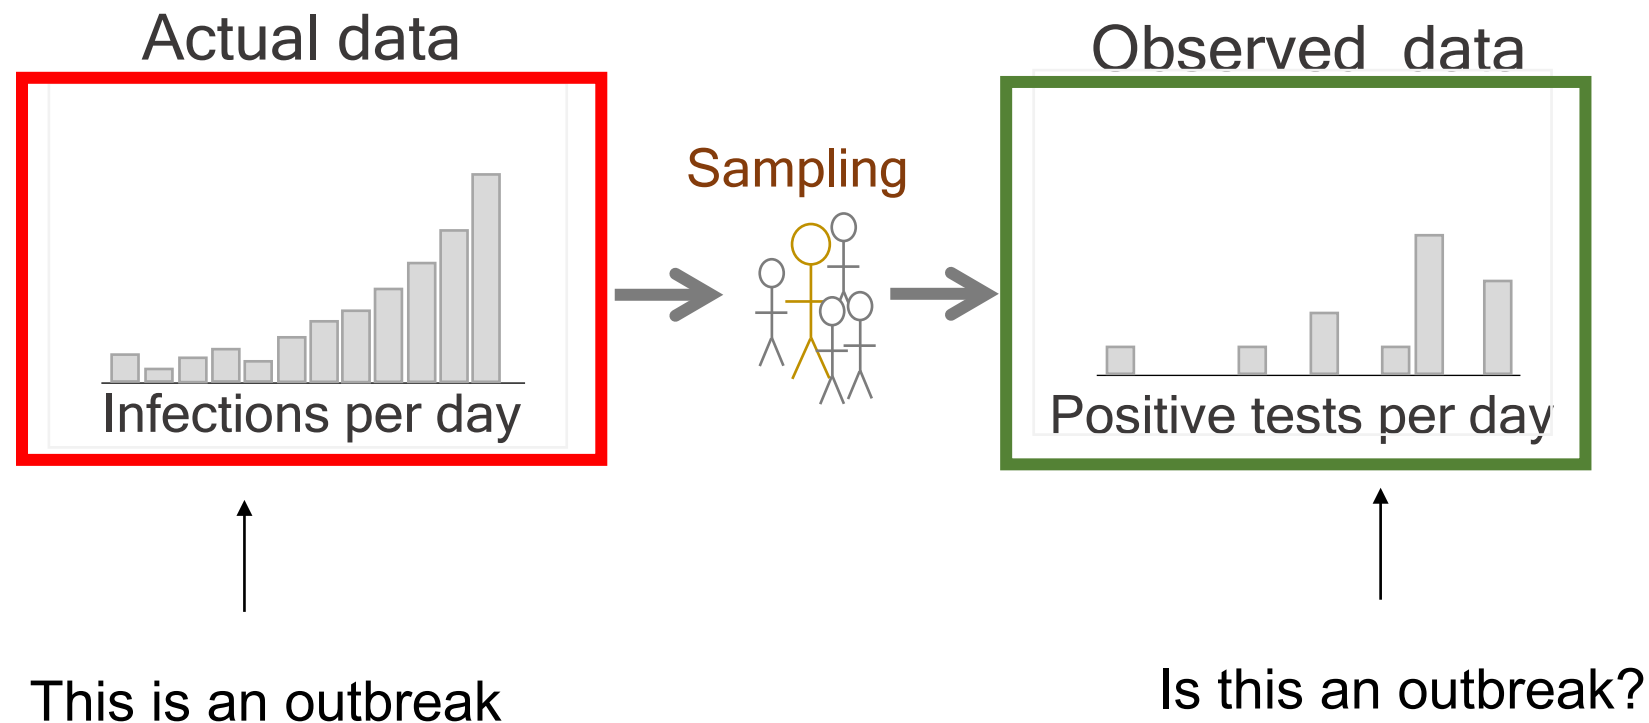 Actual data
Observed data
Sampling
Infections per day
Positive tests per day
This is an outbreak
Is this an outbreak?